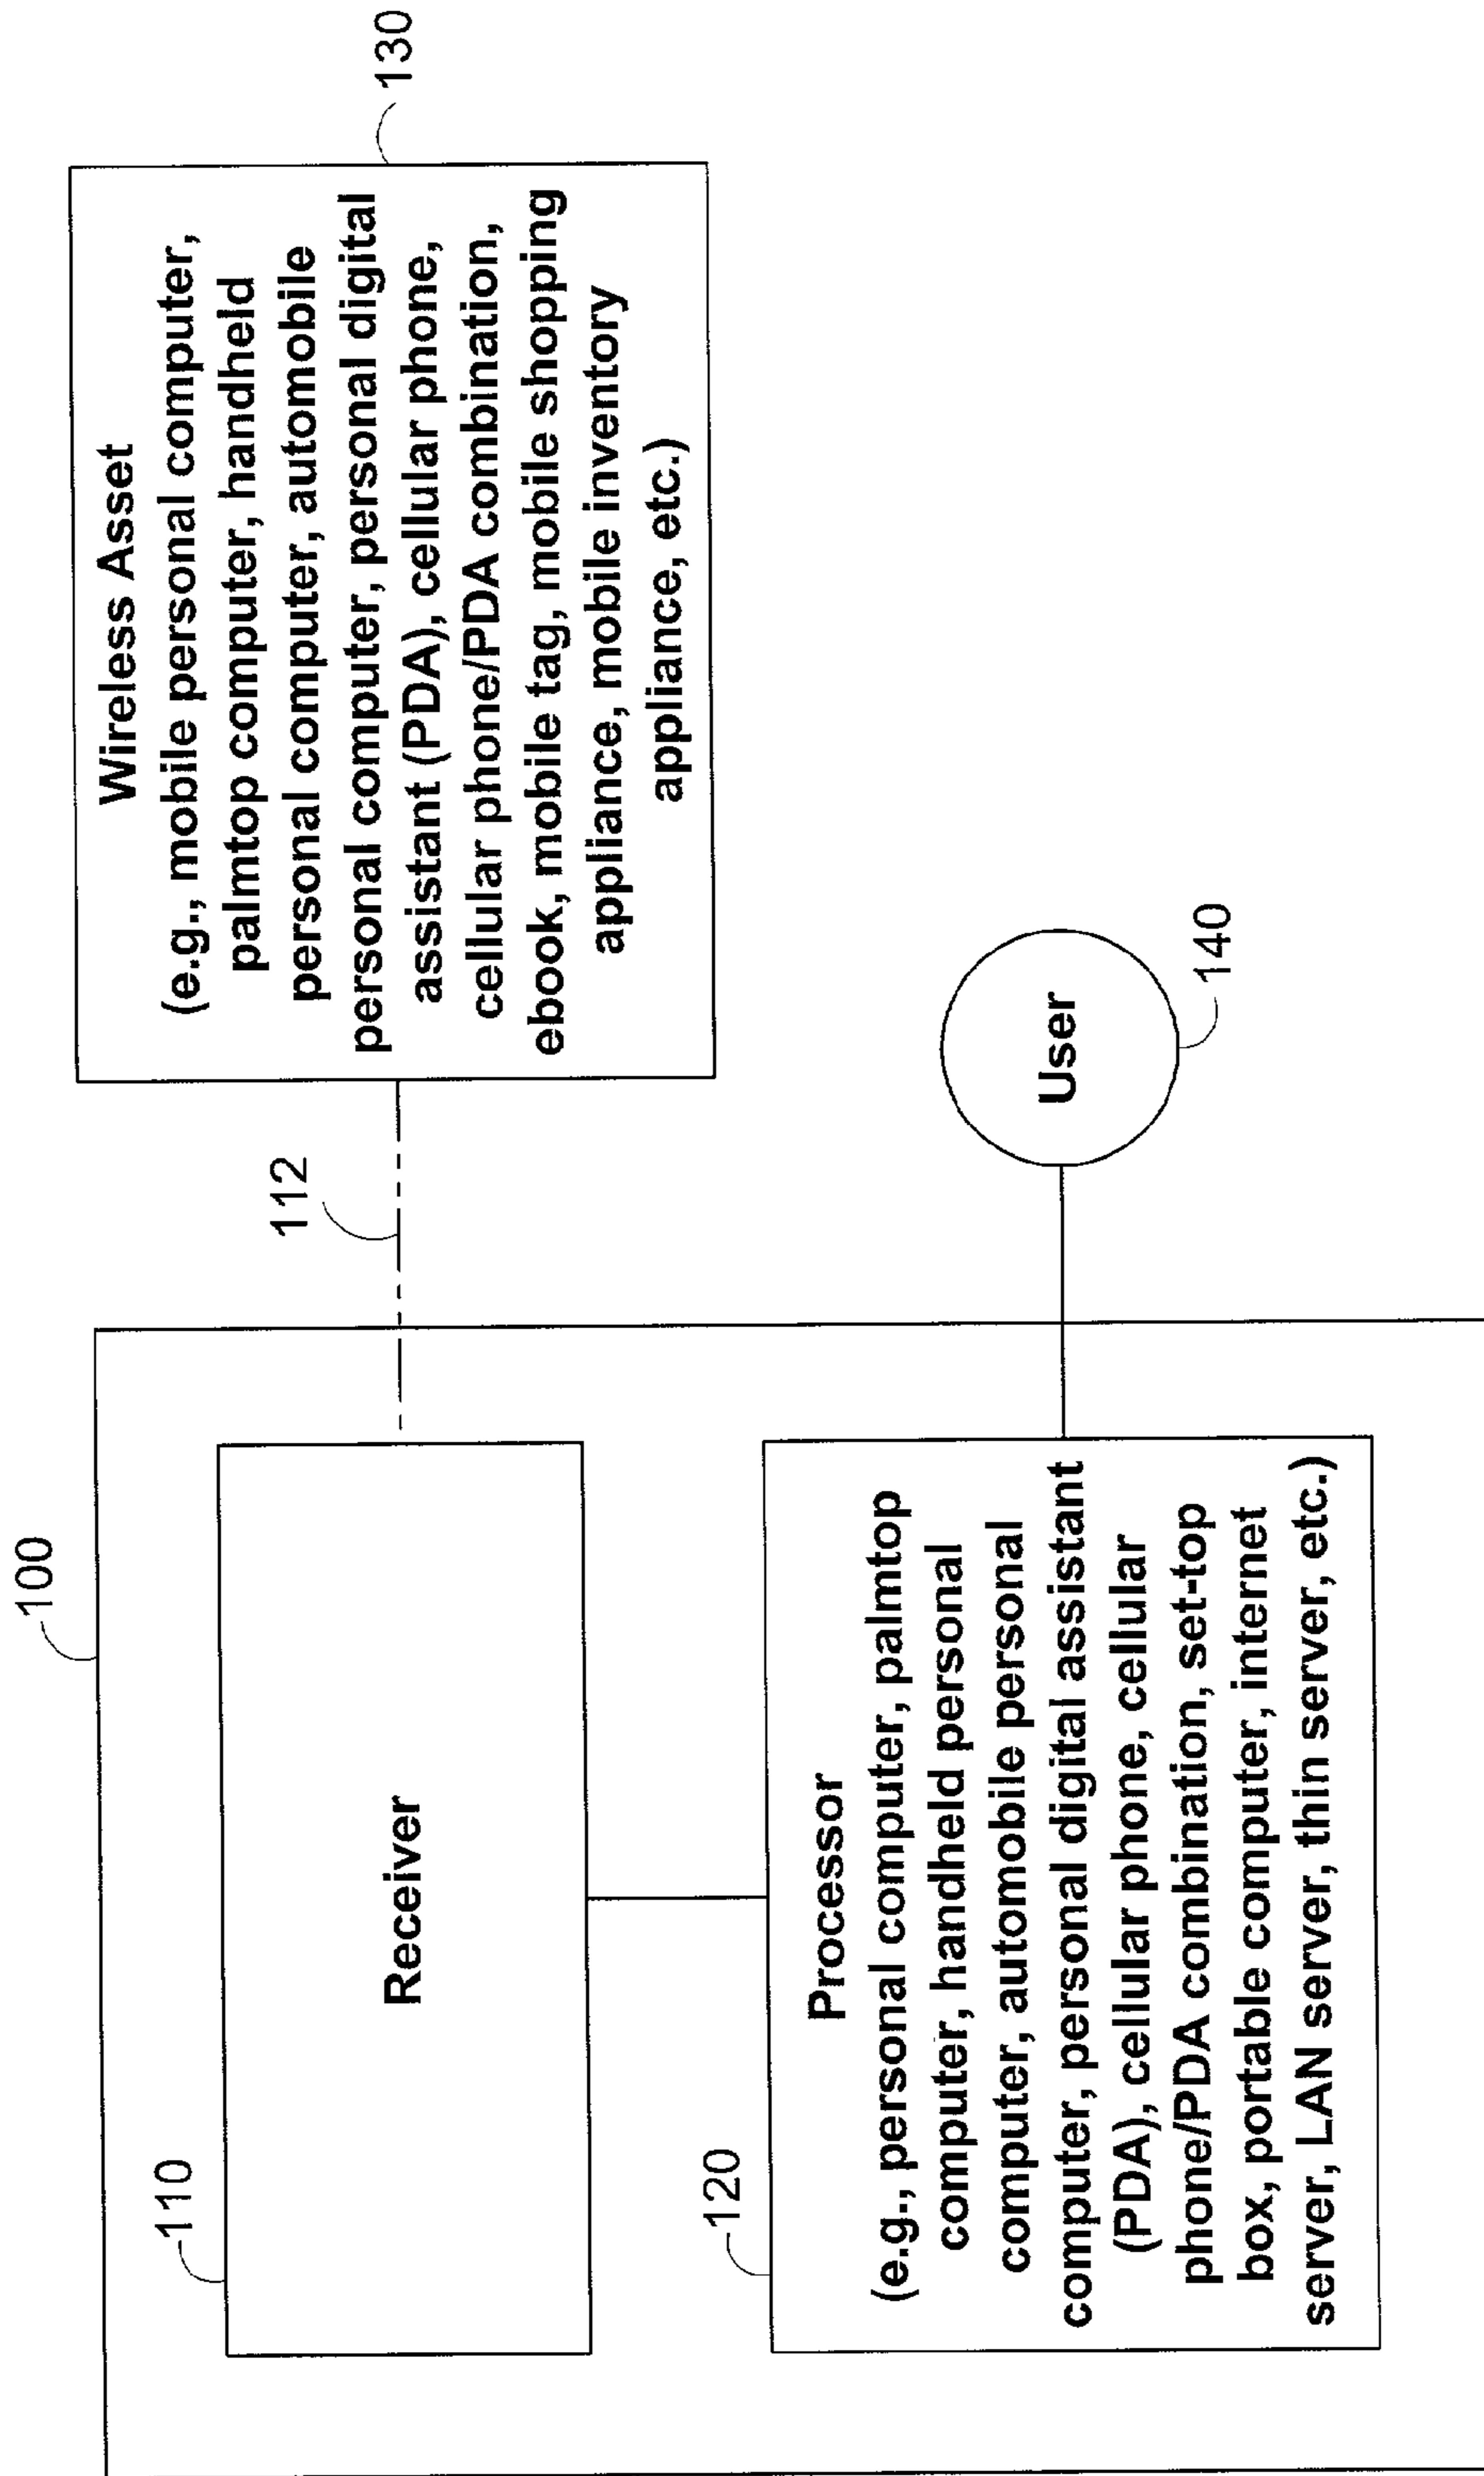 100
110
Receiver
112
120
Processor
(e.g., personal computer, palmtop
computer, handheld personal
computer, automobile personal
computer, personal digital assistant
(PDA), cellular phone, cellular
phone/PDA combination, set-top
box, portable computer, internet
server, LAN server, thin server, etc.)
Wireless Asset
(e.g., mobile personal computer,
palmtop computer, handheld
personal computer, automobile
personal computer, personal digital
assistant (PDA), cellular phone,
cellular phone/PDA combination,
ebook, mobile tag, mobile shopping
appliance, mobile inventory
appliance, etc.)
130
User
140